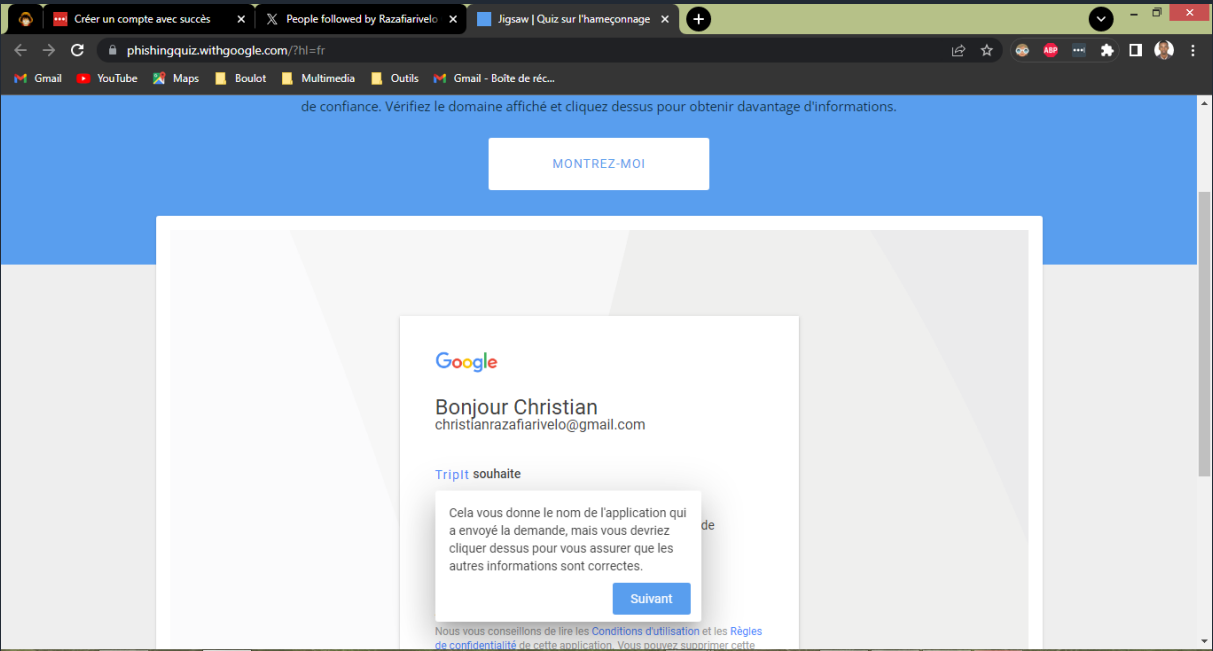 Créer un compte avec succès
People followed by Razafiarivelo
Jigsaw | Quiz sur l'hameçonnage
phishingquiz.withgoogle.com/?hl=fr
ABP
Gmail
YouTube
Maps
Boulot
Multimedia
Outils
Gmail - Boîte de réc...
de confiance. Vérifiez le domaine affiché et cliquez dessus pour obtenir davantage d'informations.
MONTREZ-MOI
Google
Bonjour Christian
christianrazafiarivelo@gmail.com
TripIt souhaite
Cela vous donne le nom de l'application qui
a envoyé la demande, mais vous devriez
de
cliquer dessus pour vous assurer que les
autres informations sont correctes.
Suivant
Nous vous conseillons de lire les Conditions d'utilisation et les Règles
de confidentialité de cette application. Vous pouvez supprimer cette